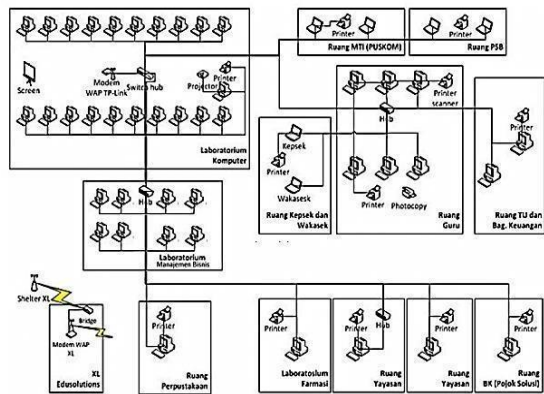 Printer
Ruang MTI (PUSKOM)
Printer
Ruang PSB
Screen
Modem
WAP TP-Link
Switch hub
Projector
Printer
Laboratorium
Komputer
Printer
scanner
Hub
Kepsek
Printer
Wakasesk
Ruang Kepsek dan
Wakasek
Printer
Photocopy
Ruang
Guru
Printer
Ruang TU dan
Bag. Keuangan
Hub
Laboratorium
Manajemen Bisnis
Shelter XL
Bridge
Modem WAP
XL
XL
Edusolutions
Printer
Ruang
Perpustakaan
Printer
Laboratosium
Farmasi
Hub
Printer
Ruang
Yayasan
Printer
Ruang
Yayasan
Printer
Ruang
BK (Pojok Solusi)